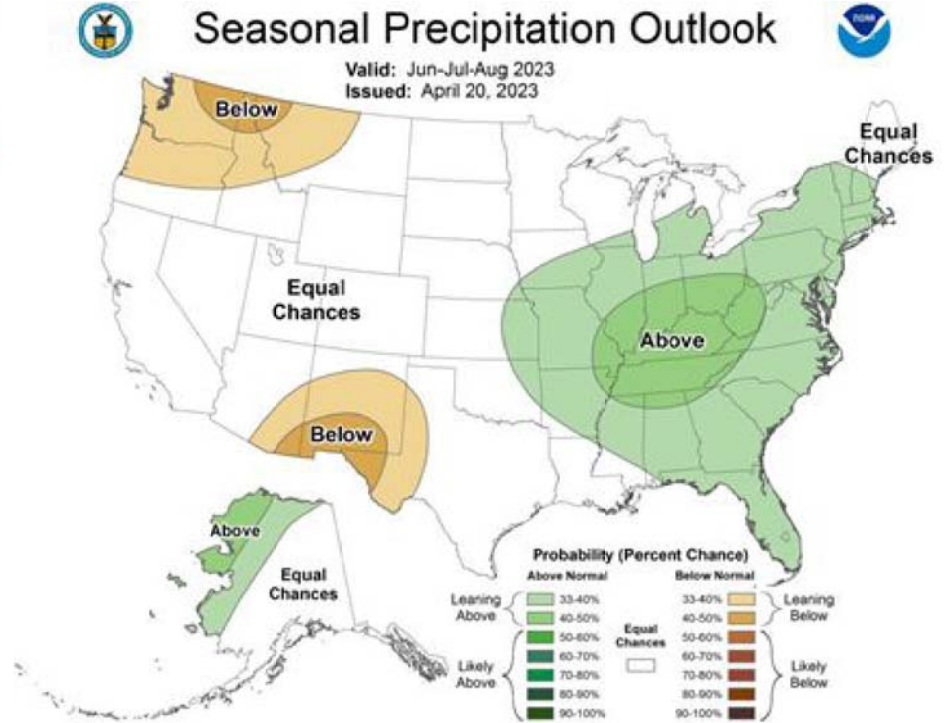 Seasonal Precipitation Outlook
noaa
Valid: Jun-Jul-Aug 2023
Issued: April 20, 2023
Below
Equal
Chances
Equal
Chances
Above
Below
Above
Equal
Chances
Probability (Percent Chance)
Above Normal
Below Normal
Leaning
Above
33-40%
40-50%
Likely
Above
50-60%
60-70%
70-80%
80-90%
90-100%
Equal
Chances
33-40%
40-50%
Leaning
Below
50-60%
60-70%
70-80%
80-90%
90-100%
Likely
Below